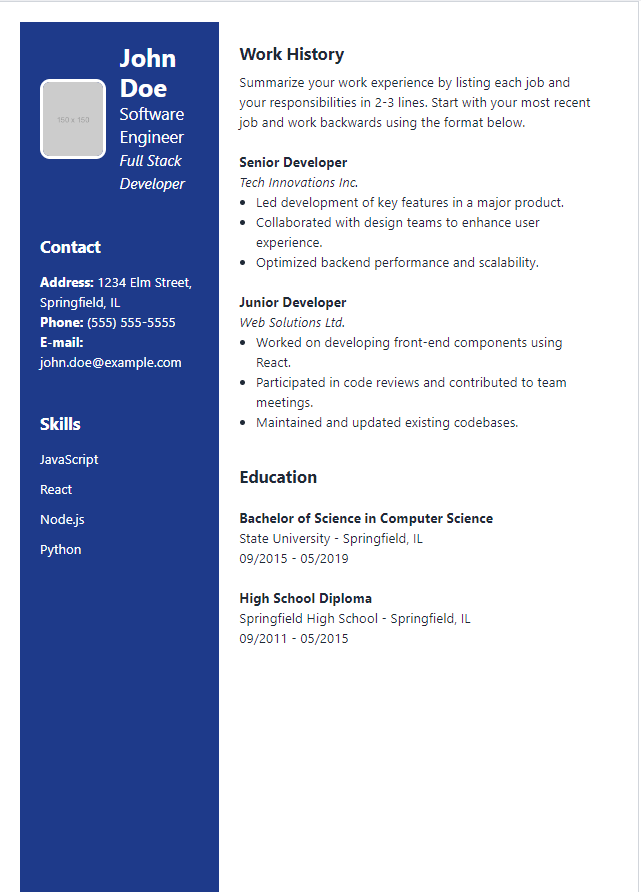 John
Doe
Software
Engineer
Full Stack
Developer
150 x 150
Contact
Address: 1234 Elm Street,
Springfield, IL
Phone: (555) 555-5555
E-mail:
john.doe@example.com
Skills
JavaScript
React
Node.js
Python
Work History
Summarize your work experience by listing each job and
your responsibilities in 2-3 lines. Start with your most recent
job and work backwards using the format below.
Senior Developer
Tech Innovations Inc.
• Led development of key features in a major product.
• Collaborated with design teams to enhance user
experience.
• Optimized backend performance and scalability.
Junior Developer
Web Solutions Ltd.
• Worked on developing front-end components using
React.
• Participated in code reviews and contributed to team
meetings.
• Maintained and updated existing codebases.
Education
Bachelor of Science in Computer Science
State University - Springfield, IL
09/2015 - 05/2019
High School Diploma
Springfield High School - Springfield, IL
09/2011 - 05/2015